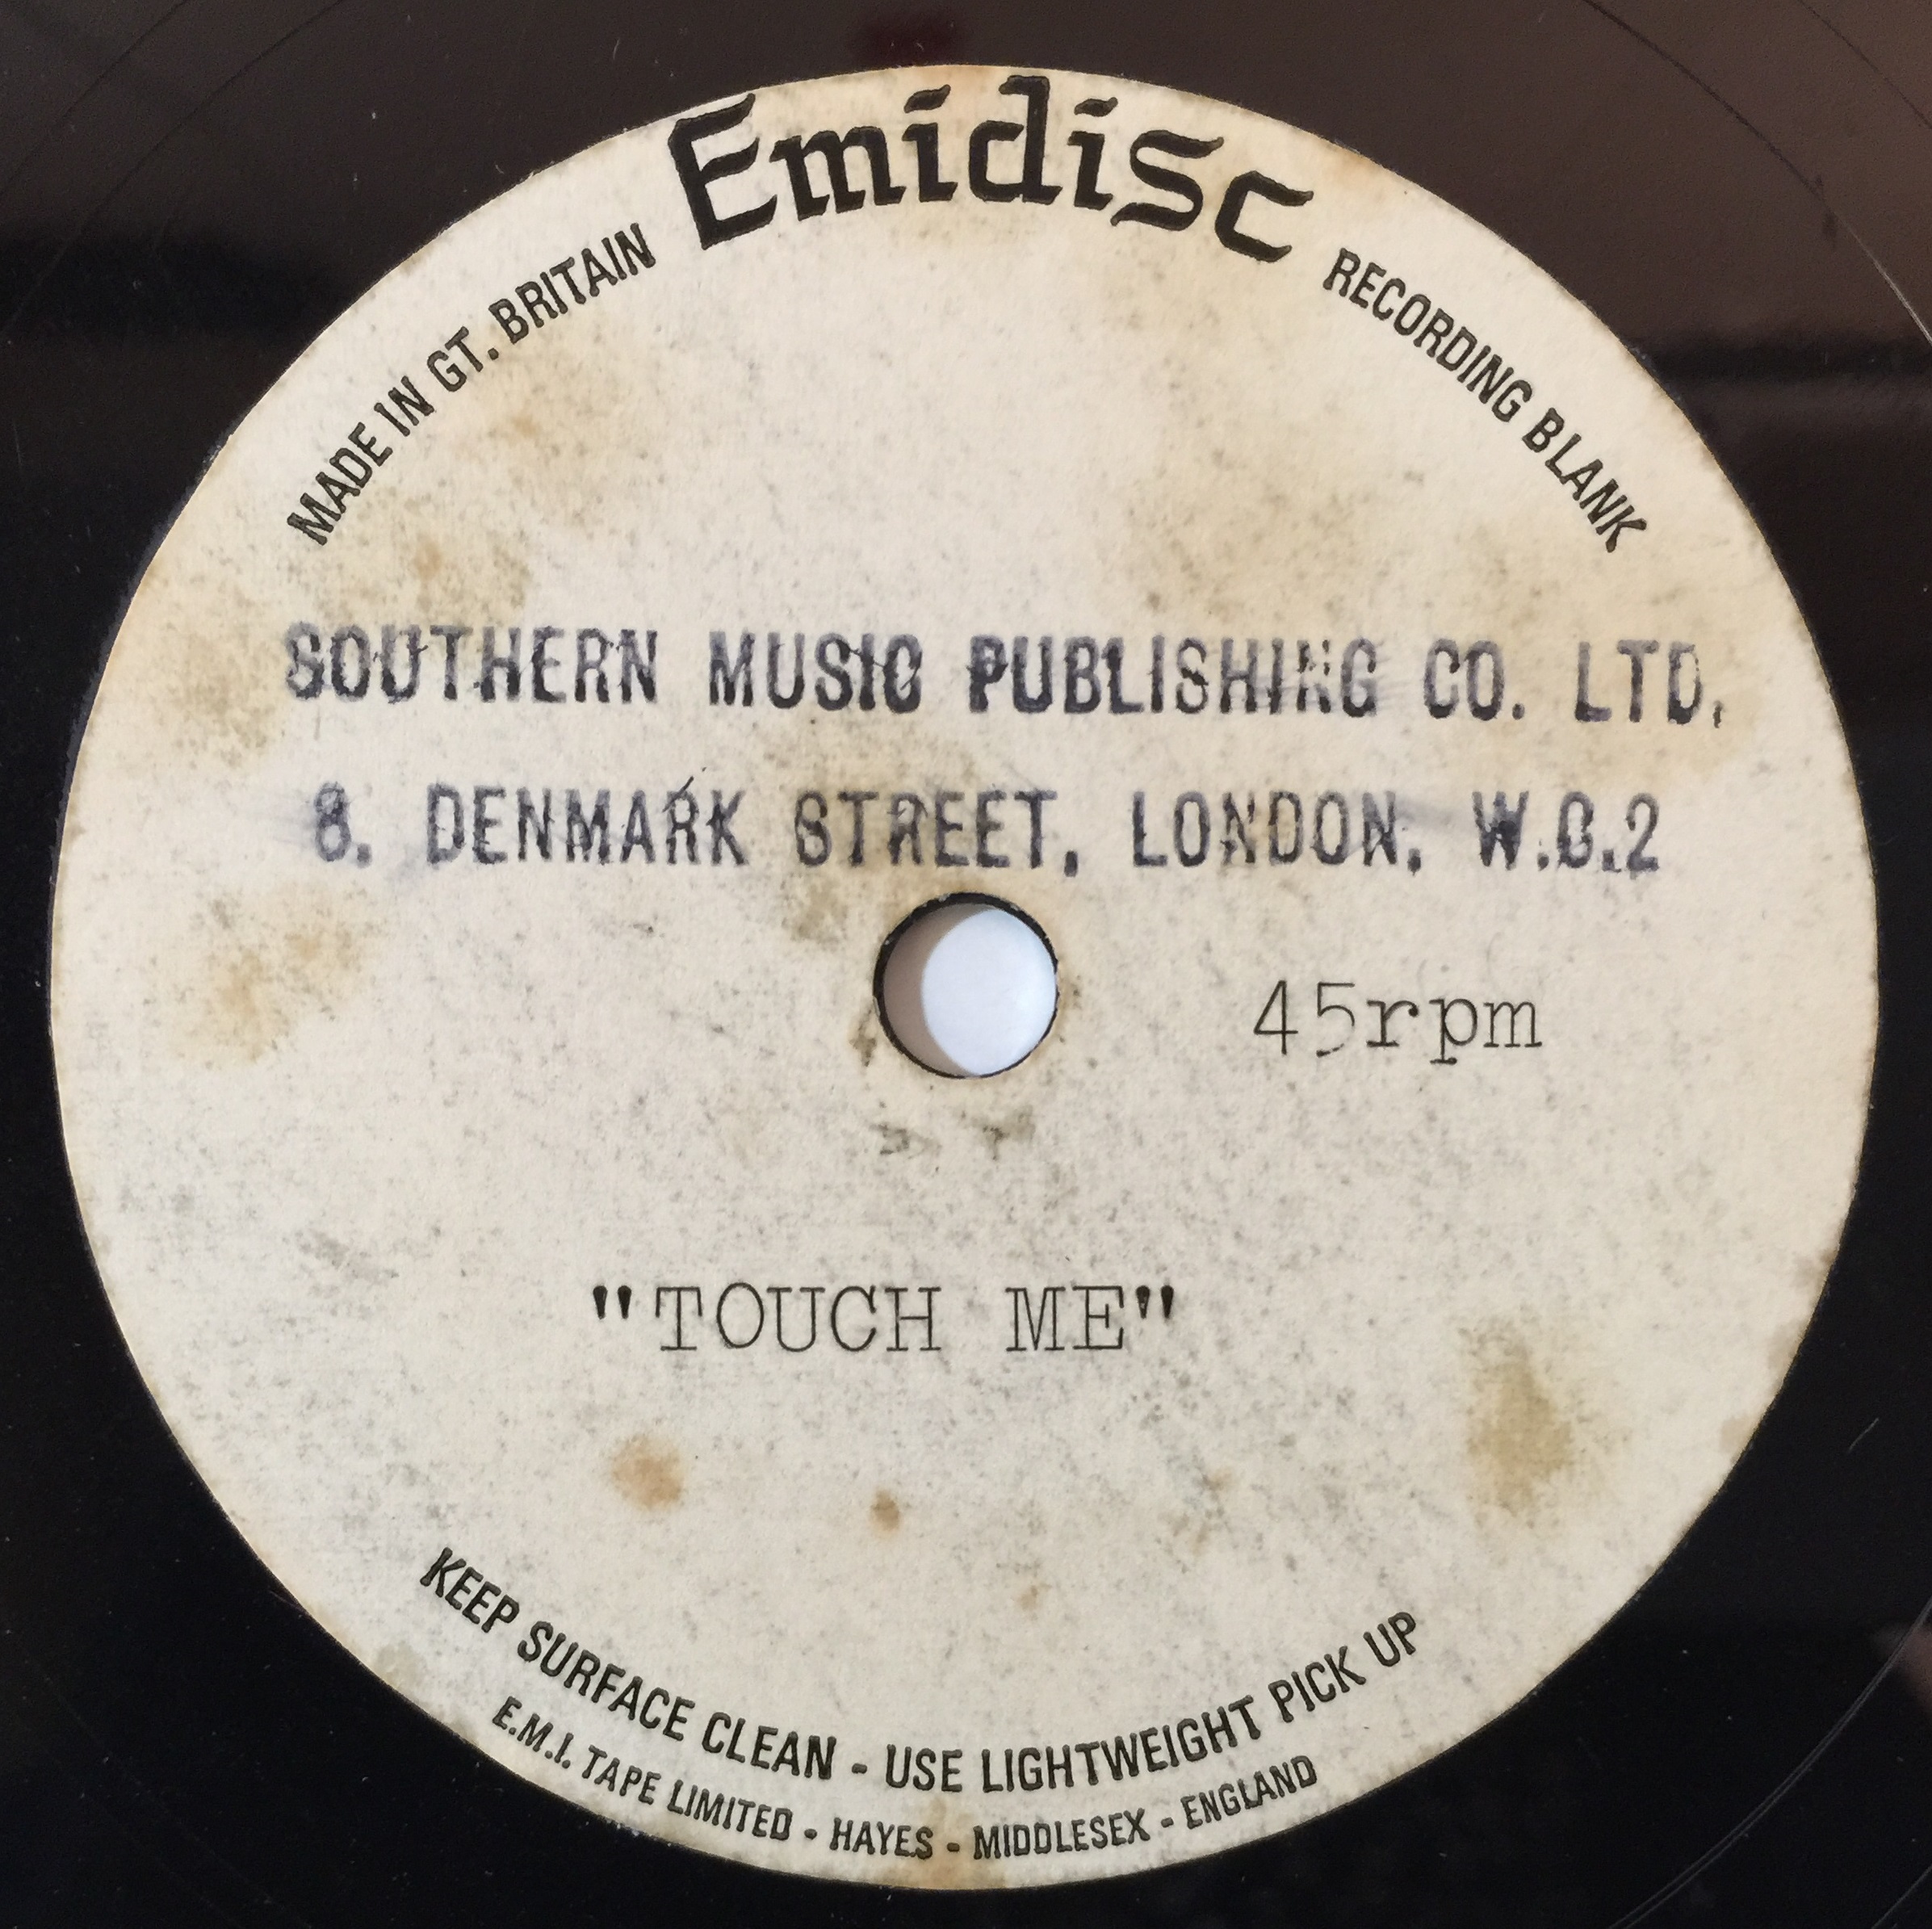 Emidisc
MADE IN GT. BRITAIN
RECORDING BLANK
SOUTHERN MUSIC PUBLISHING CO. LTD.
8. DENMARK STREET, LONDON, W.C.2
45rpm
"TOUCH ME"
KEEP SURFACE CLEAN - USE LIGHTWEIGHT PICK UP
E.M.I. TAPE LIMITED - HAYES - MIDDLESEX - ENGLAND